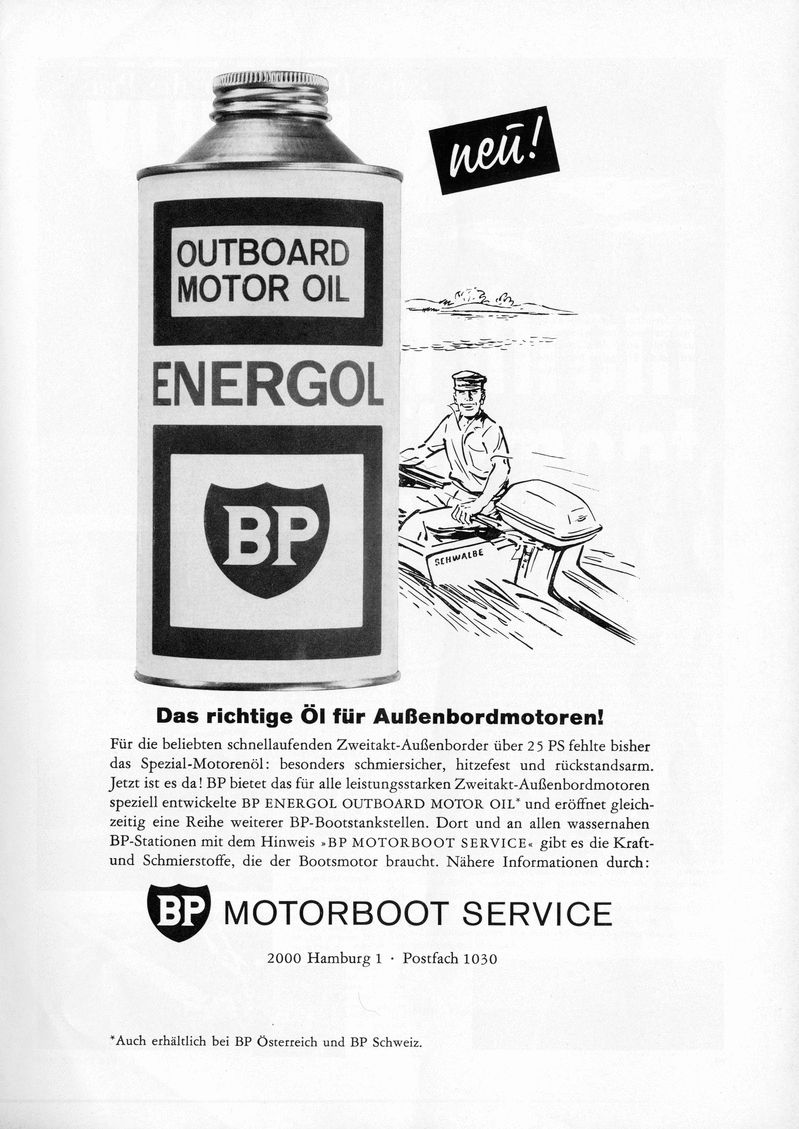 neu!
OUTBOARD
MOTOR OIL
ENERGOL
BP
SCHWALBE
Das richtige Öl für Außenbordmotoren!
Für die beliebten schnellaufenden Zweitakt-Außenborder über 25 PS fehlte bisher
das Spezial-Motorenöl: besonders schmiersicher, hitzefest und rückstandsarm.
Jetzt ist es da! BP bietet das für alle leistungsstarken Zweitakt-Außenbordmotoren
speziell entwickelte BP ENERGOL OUTBOARD MOTOR OIL* und eröffnet gleich-
zeitig eine Reihe weiterer BP-Bootstankstellen. Dort und an allen wassernahen
BP-Stationen mit dem Hinweis »BP MOTORBOOT SERVICE« gibt es die Kraft-
und Schmierstoffe, die der Bootsmotor braucht. Nähere Informationen durch:
BP MOTORBOOT SERVICE
2000 Hamburg 1 · Postfach 1030
*Auch erhältlich bei BP Österreich und BP Schweiz.